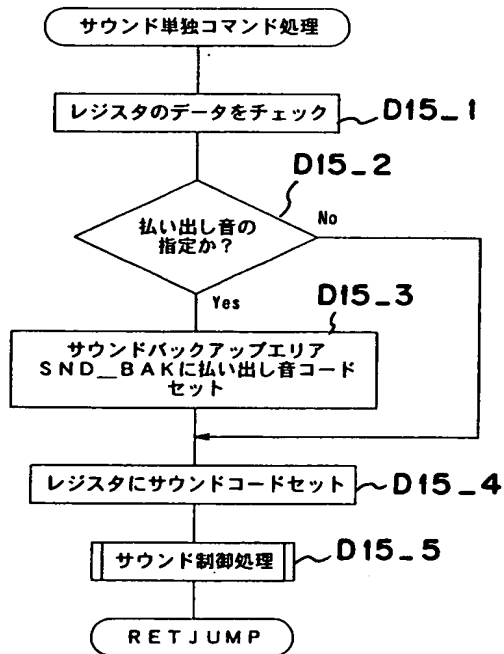 サウンド単独コマンド処理
レジスタのデータをチェック
D15_1
D15_2
払い出し音の
指定か？
No
Yes
D15_3
サウンドバックアップエリア
SND__BAKに払い出し音コード
セット
レジスタにサウンドコードセット
D15_4
サウンド制御処理
D15_5
RETJUMP